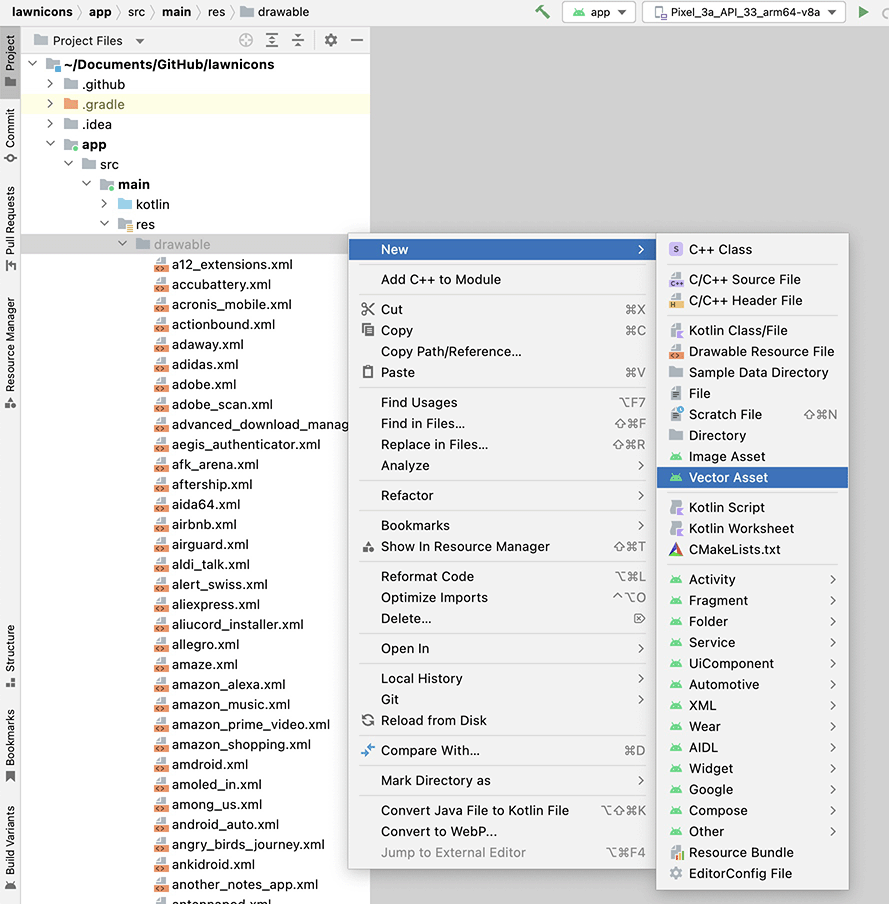 lawnicons app src main res drawable
app Pixel_3a_API_33_arm64-v8a
Project
Commit
Pull Requests
Resource Manager
Structure
Bookmarks
Build Variants
Project Files
~/Documents/GitHub/lawnicons
.github
.gradle
.idea
app
src
main
kotlin
res
drawable
a12_extensions.xml
accubattery.xml
acronis_mobile.xml
actionbound.xml
adaway.xml
adidas.xml
adobe.xml
adobe_scan.xml
advanced_download_manag
aegis_authenticator.xml
afk_arena.xml
aftership.xml
aida64.xml
airbnb.xml
airguard.xml
aldi_talk.xml
alert_swiss.xml
aliexpress.xml
aliucord_installer.xml
allegro.xml
amaze.xml
amazon_alexa.xml
amazon_music.xml
amazon_prime_video.xml
amazon_shopping.xml
amdroid.xml
amoled_in.xml
among_us.xml
android_auto.xml
angry_birds_journey.xml
ankidroid.xml
another_notes_app.xml
New
Add C++ to Module
Cut ⌘X
Copy ⌘C
Copy Path/Reference...
Paste ⌘V
Find Usages ⌥F7
Find in Files... ⇧⌘F
Replace in Files... ⇧⌘R
Analyze
Refactor
Bookmarks
Show In Resource Manager ⇧⌘T
Reformat Code ⌥⌘L
Optimize Imports ^⌥O
Delete... ⌦
Open In
Local History
Git
Reload from Disk
Compare With... ⌘D
Mark Directory as
Convert Java File to Kotlin File ⌥⇧⌘K
Convert to WebP...
Jump to External Editor ⌥⌘F4
S C++ Class
C++ C/C++ Source File
H C/C++ Header File
Kotlin Class/File
Drawable Resource File
Sample Data Directory
File
Scratch File ⇧⌘N
Directory
Image Asset
Vector Asset
Kotlin Script
Kotlin Worksheet
CMakeLists.txt
Activity
Fragment
Folder
Service
UiComponent
Automotive
XML
Wear
AIDL
Widget
Google
Compose
Other
Resource Bundle
EditorConfig File